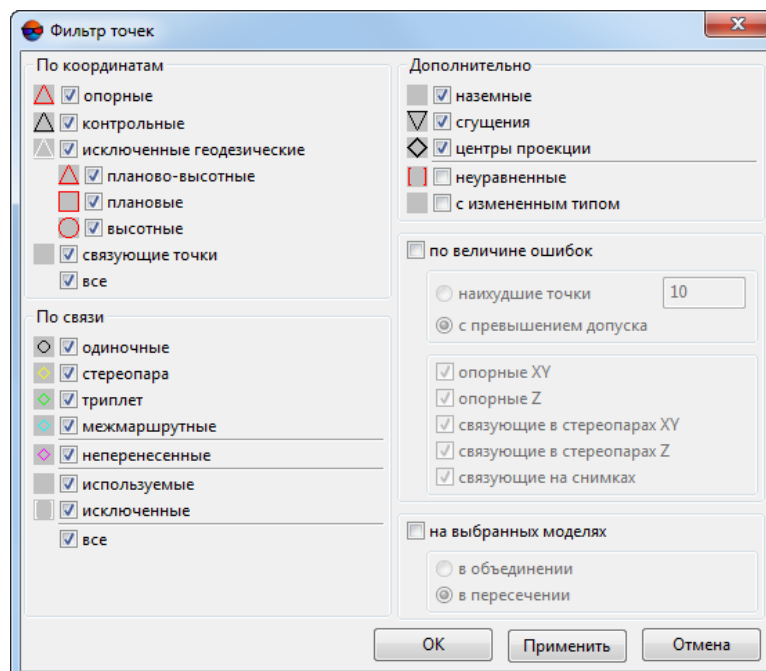 Фильтр точек
По координатам
опорные
контрольные
исключенные геодезические
планово-высотные
плановые
высотные
связующие точки
все
По связи
одиночные
стереопара
триплет
межмаршрутные
неперенесенные
используемые
исключенные
все
Дополнительно
наземные
сгущения
центры проекции
неуравненные
с измененным типом
по величине ошибок
наихудшие точки 10
с превышением допуска
опорные XY
опорные Z
связующие в стереопарах XY
связующие в стереопарах Z
связующие на снимках
на выбранных моделях
в объединении
в пересечении
OK Применить Отмена